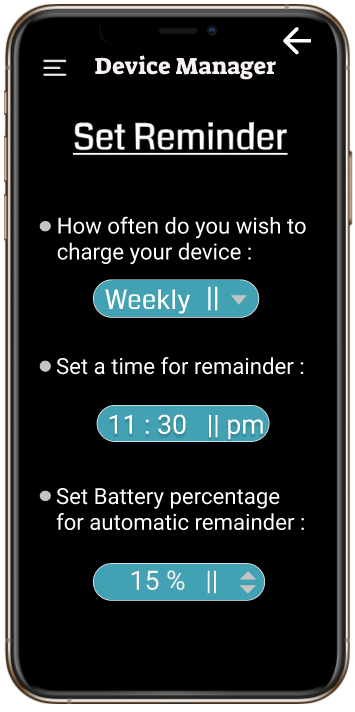 Device Manager
Set Reminder
How often do you wish to
charge your device :
Weekly ||
Set a time for remainder :
11 : 30 || pm
Set Battery percentage
for automatic remainder :
15 % ||